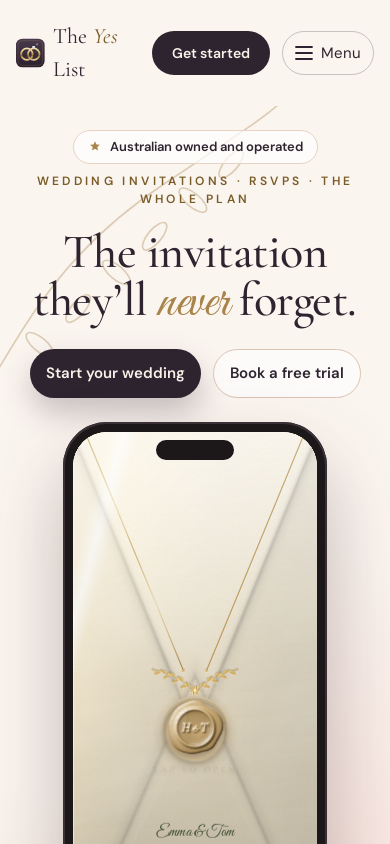 The Yes
List
Get started
Menu
Australian owned and operated
WEDDING INVITATIONS · RSVPS · THE
WHOLE PLAN
The invitation
they’ll never forget.
Start your wedding
Book a free trial
H&T
Emma & Tom